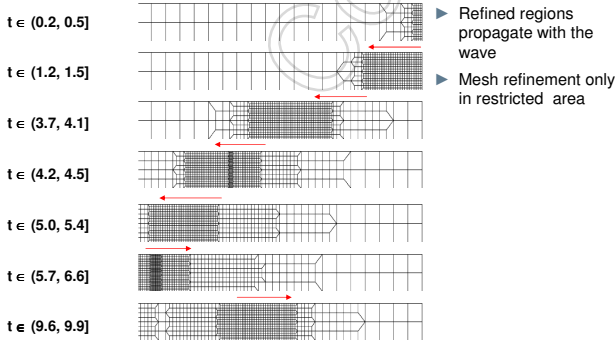 t ∈ (0.2, 0.5]
t ∈ (1.2, 1.5]
t ∈ (3.7, 4.1]
t ∈ (4.2, 4.5]
t ∈ (5.0, 5.4]
t ∈ (5.7, 6.6]
t ∈ (9.6, 9.9]
► Refined regions
propagate with the
wave
► Mesh refinement only
in restricted area